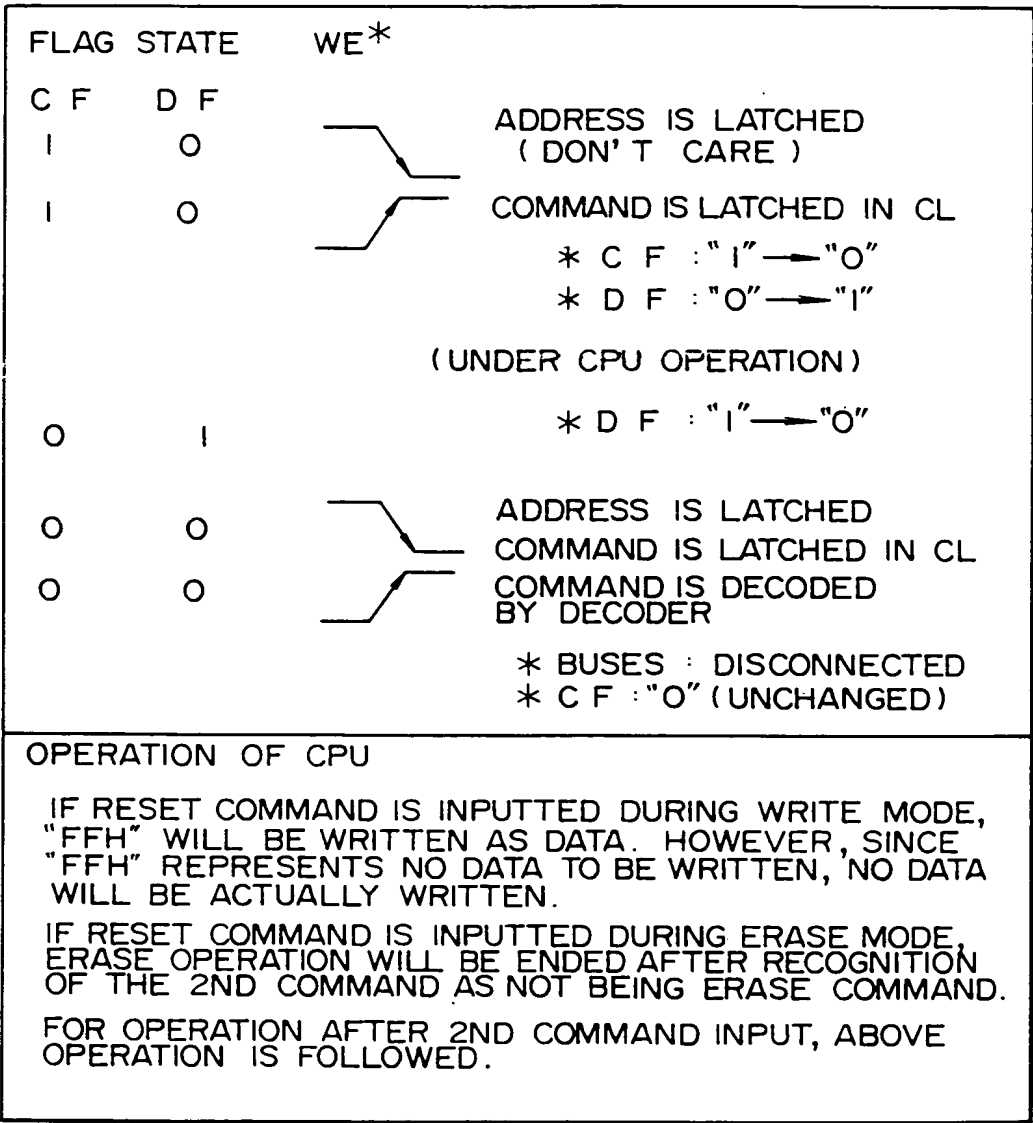 FLAG STATE WE*
C F D F
1 0 ADDRESS IS LATCHED
(DON'T CARE)
1 0 COMMAND IS LATCHED IN CL
* C F : "1" → "0"
* D F : "0" → "1"
(UNDER CPU OPERATION)
* D F : "1" → "0"
0 1
0 0 ADDRESS IS LATCHED
COMMAND IS LATCHED IN CL
0 0 COMMAND IS DECODED
BY DECODER
* BUSES : DISCONNECTED
* C F : "0" (UNCHANGED)
OPERATION OF CPU
IF RESET COMMAND IS INPUTTED DURING WRITE MODE,
"FFH" WILL BE WRITTEN AS DATA. HOWEVER, SINCE
"FFH" REPRESENTS NO DATA TO BE WRITTEN, NO DATA
WILL BE ACTUALLY WRITTEN.
IF RESET COMMAND IS INPUTTED DURING ERASE MODE,
ERASE OPERATION WILL BE ENDED AFTER RECOGNITION
OF THE 2ND COMMAND AS NOT BEING ERASE COMMAND.
FOR OPERATION AFTER 2ND COMMAND INPUT, ABOVE
OPERATION IS FOLLOWED.